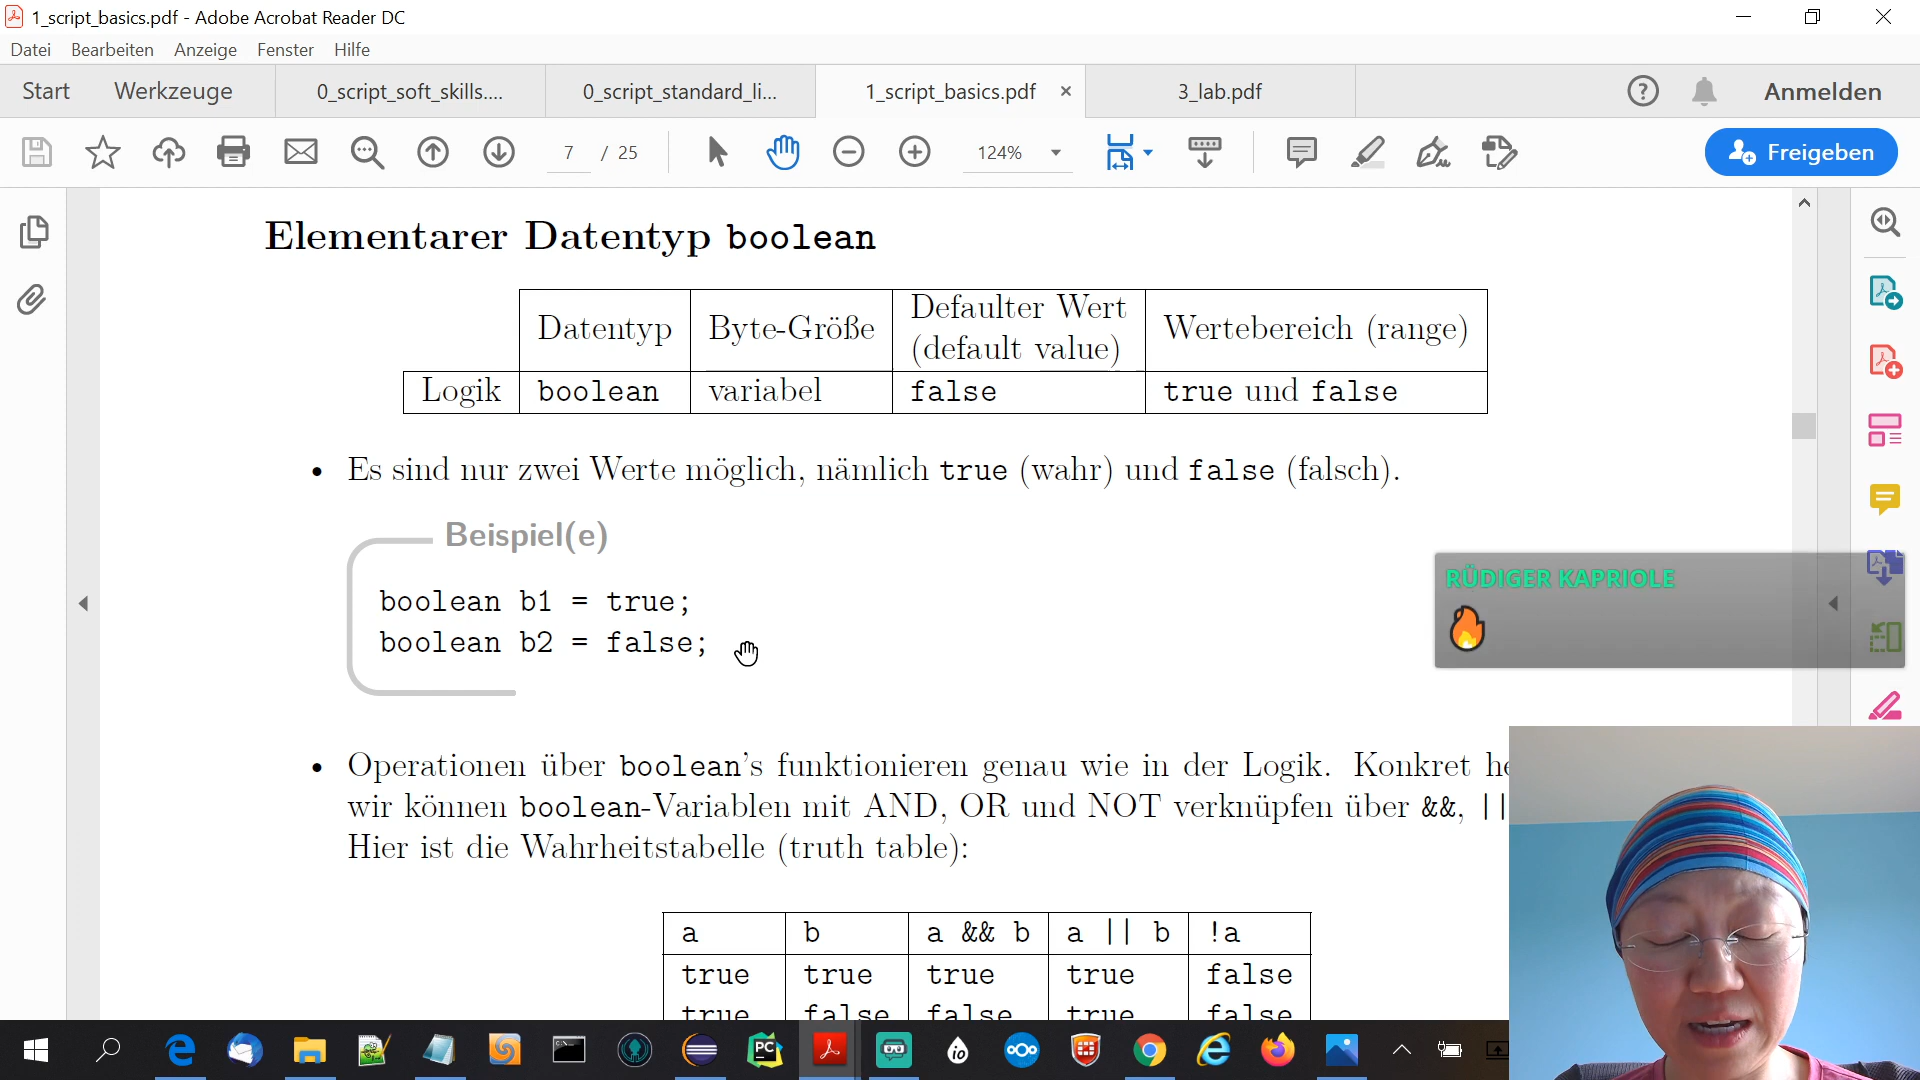 1_script_basics.pdf - Adobe Acrobat Reader DC
Datei Bearbeiten Anzeige Fenster Hilfe
Start Werkzeuge 0_script_soft_skills.... 0_script_standard_li... 1_script_basics.pdf × 3_lab.pdf Anmelden
7 / 25 124% Freigeben
Elementarer Datentyp boolean
Datentyp Byte-Größe Defaulter Wert (default value) Wertebereich (range)
Logik boolean variabel false true und false
• Es sind nur zwei Werte möglich, nämlich true (wahr) und false (falsch).
Beispiel(e)
boolean b1 = true;
boolean b2 = false;
RÜDIGER KAPRIOLE
• Operationen über boolean's funktionieren genau wie in der Logik. Konkret he
wir können boolean-Variablen mit AND, OR und NOT verknüpfen über &&, ||
Hier ist die Wahrheitstabelle (truth table):
a b a && b a || b !a
true true true true false
true false false true false